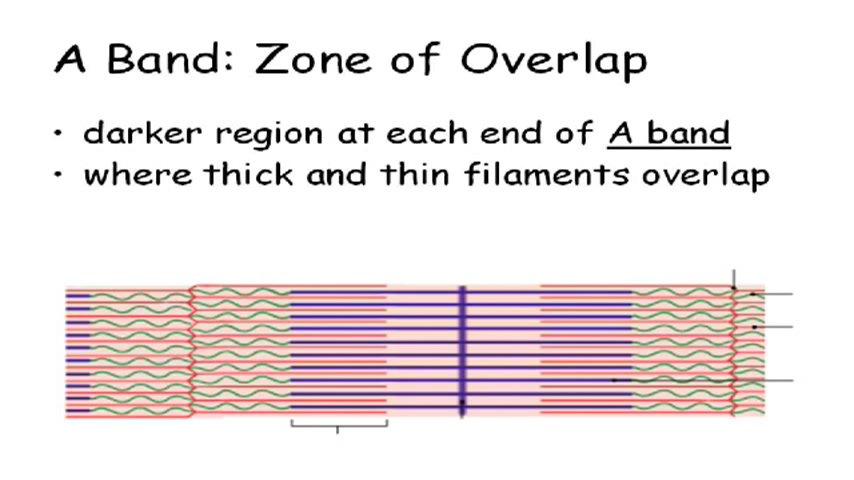 A Band: Zone of Overlap
• darker region at each end of A band
• where thick and thin filaments overlap